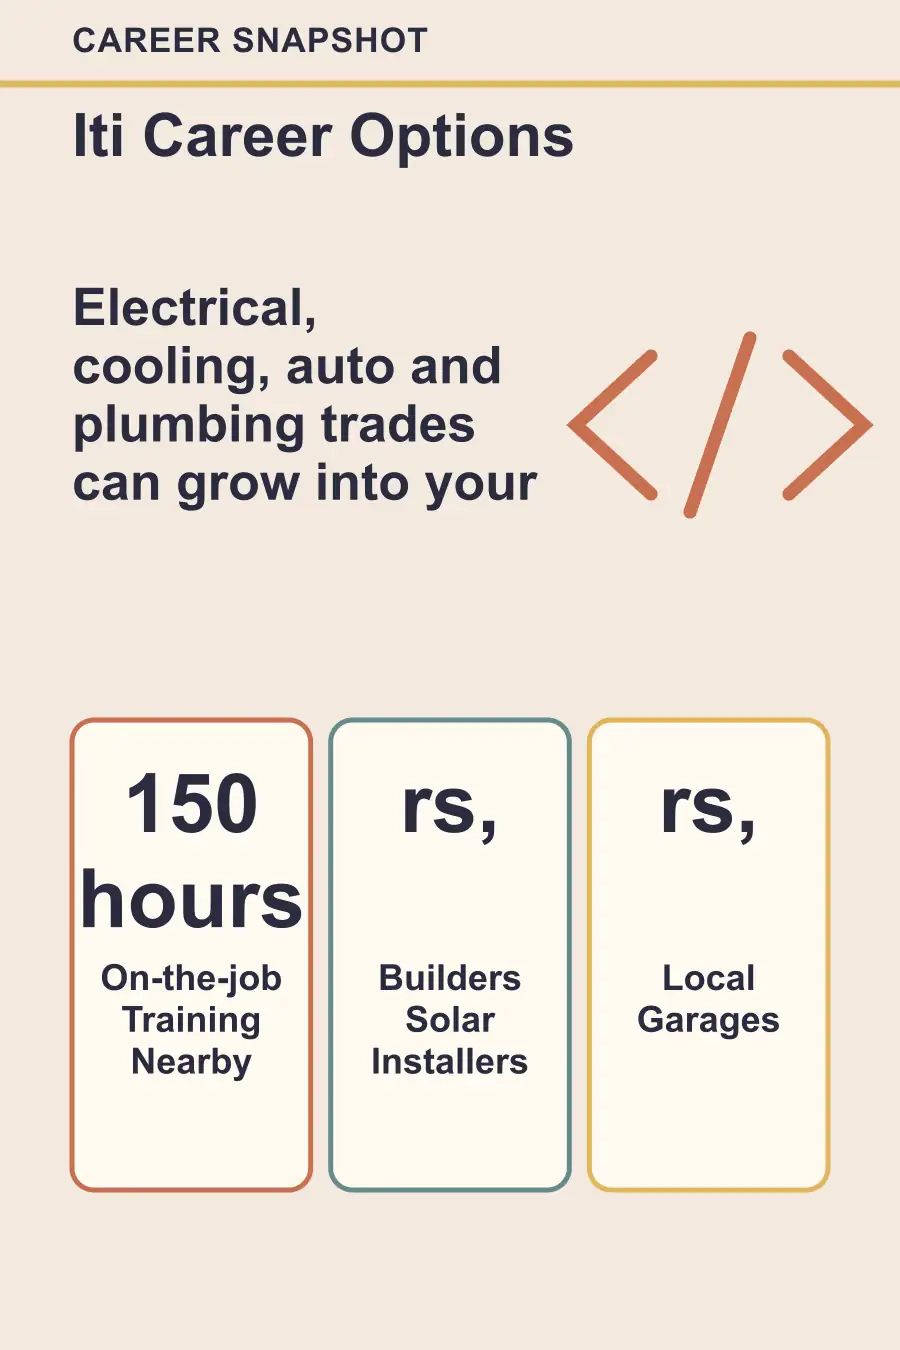 CAREER SNAPSHOT
Iti Career Options
Electrical,
cooling, auto and
plumbing trades
can grow into your
150
hours
On-the-job
Training
Nearby
rs,
Builders
Solar
Installers
rs,
Local
Garages